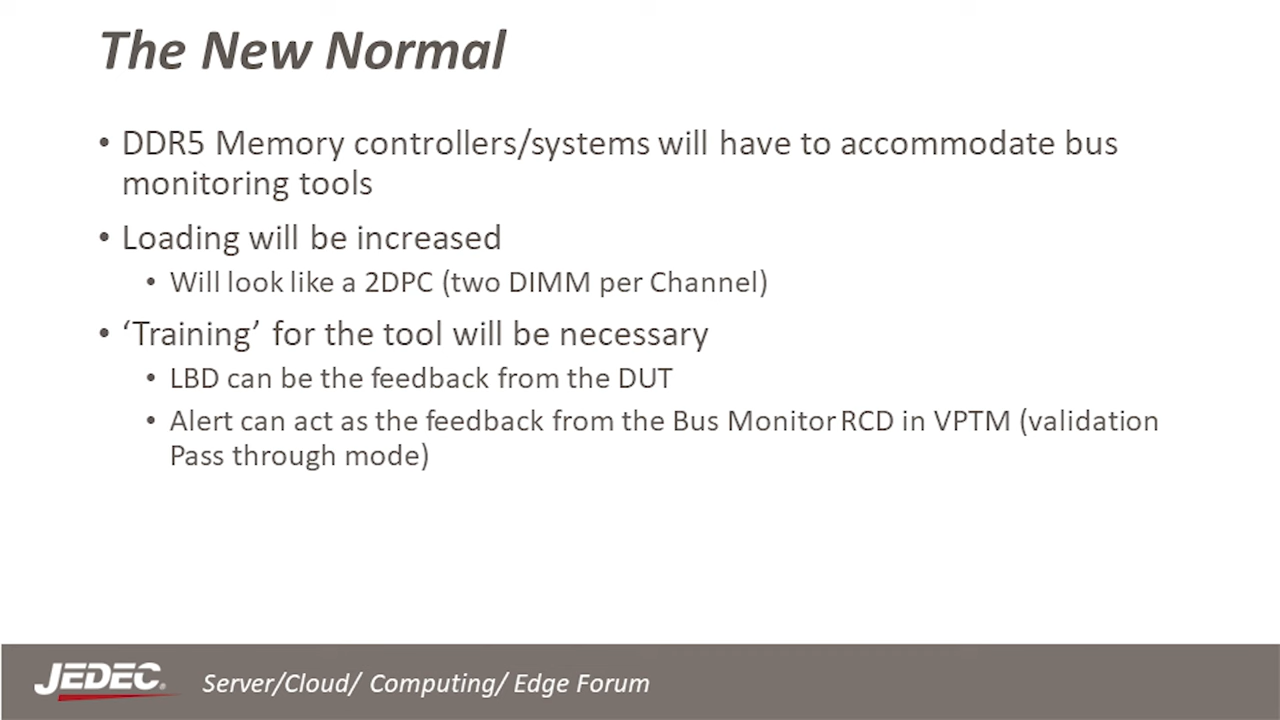 The New Normal
• DDR5 Memory controllers/systems will have to accommodate bus
monitoring tools
• Loading will be increased
• Will look like a 2DPC (two DIMM per Channel)
• ‘Training’ for the tool will be necessary
• LBD can be the feedback from the DUT
• Alert can act as the feedback from the Bus Monitor RCD in VPTM (validation
Pass through mode)
JEDEC. Server/Cloud/ Computing/ Edge Forum